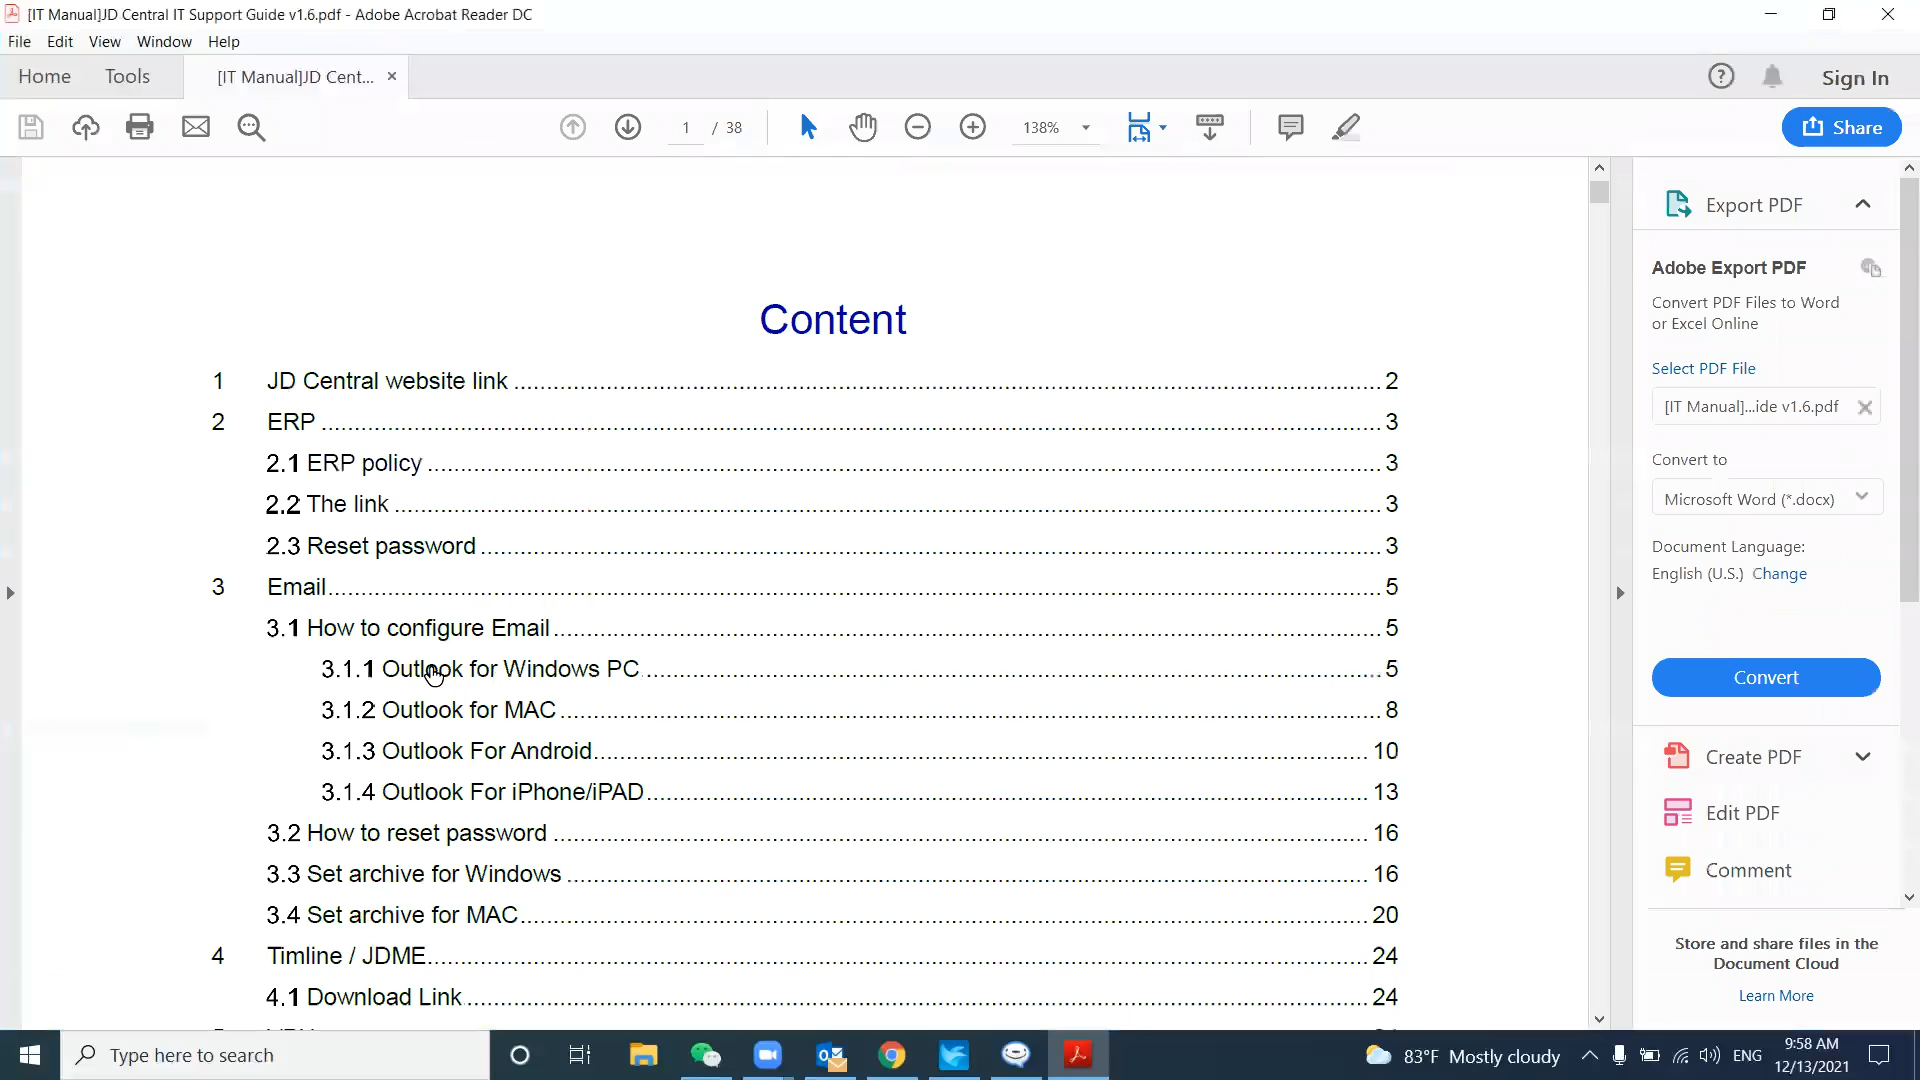 [IT Manual]JD Central IT Support Guide v1.6.pdf - Adobe Acrobat Reader DC
File Edit View Window Help
Home Tools [IT Manual]JD Cent... × Sign In
1 / 38 138% Share
Content
1 JD Central website link 2
2 ERP 3
2.1 ERP policy 3
2.2 The link 3
2.3 Reset password 3
3 Email 5
3.1 How to configure Email 5
3.1.1 Outlook for Windows PC 5
3.1.2 Outlook for MAC 8
3.1.3 Outlook For Android 10
3.1.4 Outlook For iPhone/iPAD 13
3.2 How to reset password 16
3.3 Set archive for Windows 16
3.4 Set archive for MAC 20
4 Timline / JDME 24
4.1 Download Link 24
Export PDF
Adobe Export PDF
Convert PDF Files to Word
or Excel Online
Select PDF File
[IT Manual]...ide v1.6.pdf
Convert to
Microsoft Word (*.docx)
Document Language:
English (U.S.) Change
Convert
Create PDF
Edit PDF
Comment
Store and share files in the
Document Cloud
Learn More
Type here to search
83°F Mostly cloudy ENG
9:58 AM
12/13/2021